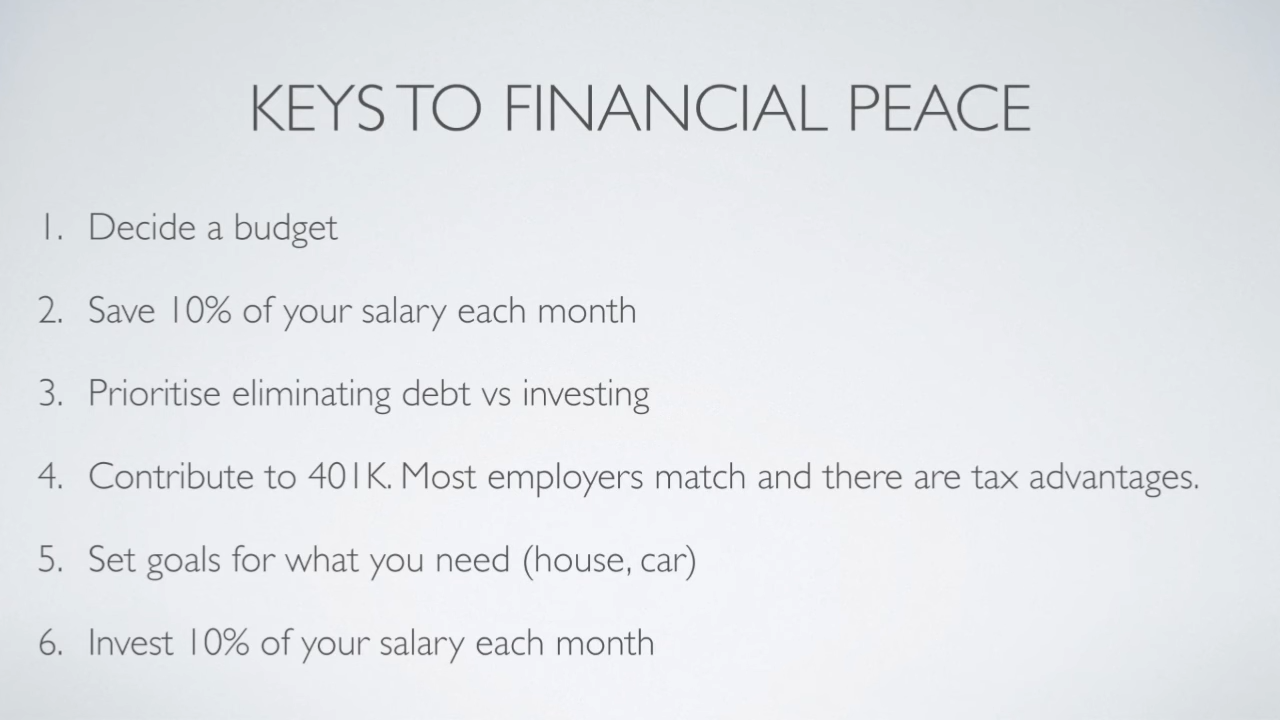 KEYS TO FINANCIAL PEACE
1. Decide a budget
2. Save 10% of your salary each month
3. Prioritise eliminating debt vs investing
4. Contribute to 401K. Most employers match and there are tax advantages.
5. Set goals for what you need (house, car)
6. Invest 10% of your salary each month